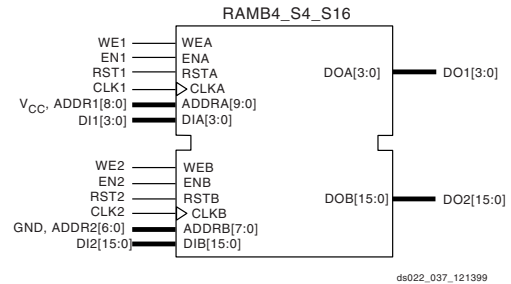 RAMB4_S4_S16
WE1 WEA
EN1 ENA
RST1 RSTA DOA[3:0] DO1[3:0]
CLK1 CLKA
VCC, ADDR1[8:0] ADDRA[9:0]
DI1[3:0] DIA[3:0]
WE2 WEB
EN2 ENB
RST2 RSTB DOB[15:0] DO2[15:0]
CLK2 CLKB
GND, ADDR2[6:0] ADDRB[7:0]
DI2[15:0] DIB[15:0]
ds022_037_121399